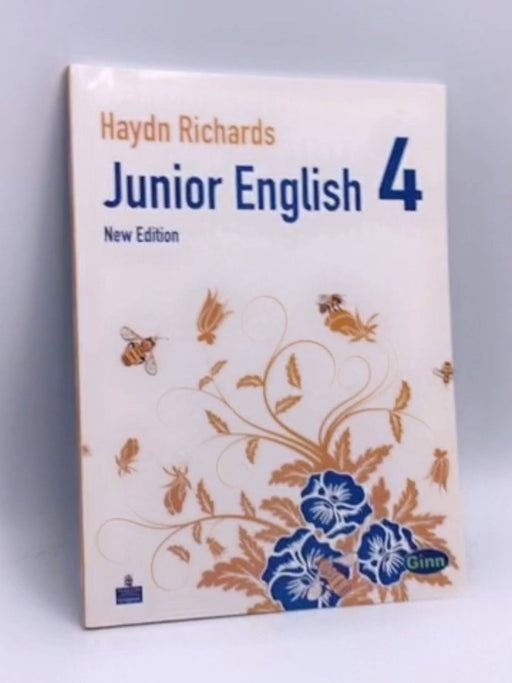 Haydn Richards
Junior English 4
New Edition
Ginn